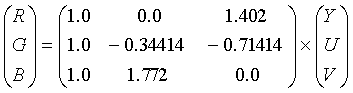 R 1.0 0.0 1.402 Y
G = 1.0 - 0.34414 - 0.71414 × U
B 1.0 1.772 0.0 V